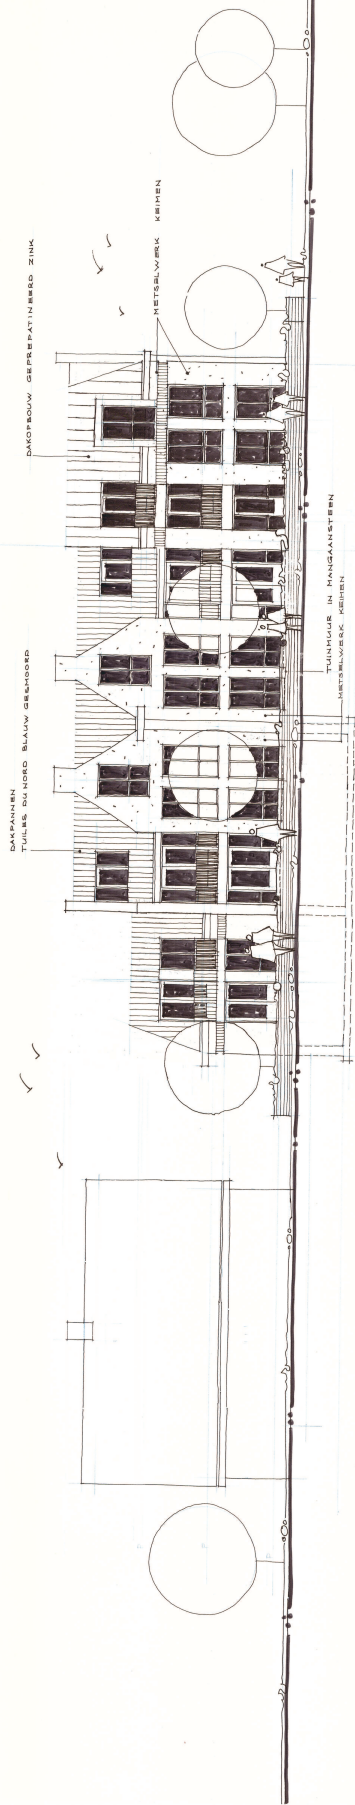 DAKPANNEN
TUILES DU NORD BLAUW GESMOORD
DAKOPBOUW GEPREPATINEERD ZINK
METSELWERK KEIMEN
TUINMUUR IN MANGAANSTEEN
METSELWERK KEIMEN